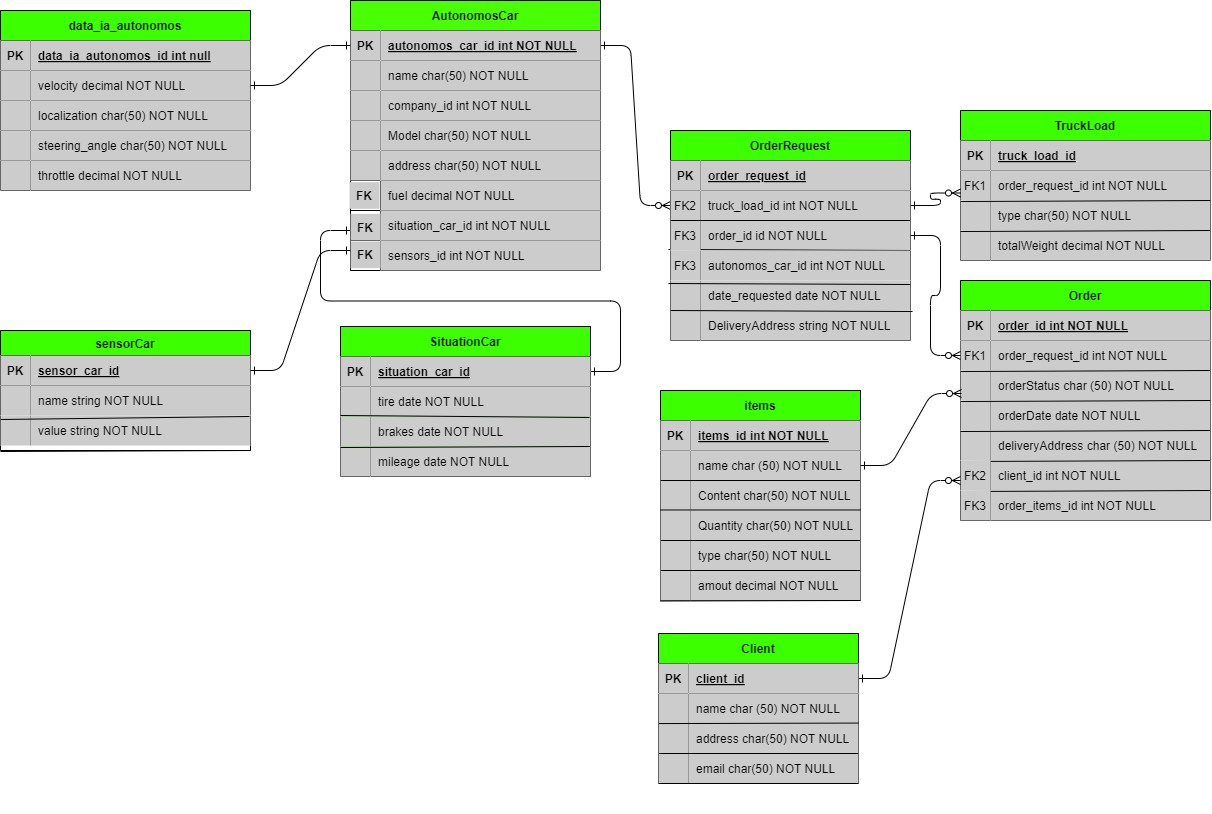 data_ia_autonomos
PK data_ia_autonomos_id int null
velocity decimal NOT NULL
localization char(50) NOT NULL
steering_angle char(50) NOT NULL
throttle decimal NOT NULL
AutonomosCar
PK autonomos_car_id int NOT NULL
name char(50) NOT NULL
company_id int NOT NULL
Model char(50) NOT NULL
address char(50) NOT NULL
FK fuel decimal NOT NULL
FK situation_car_id int NOT NULL
FK sensors_id int NOT NULL
OrderRequest
PK order_request_id
FK2 truck_load_id int NOT NULL
FK3 order_id id NOT NULL
FK3 autonomos_car_id int NOT NULL
date_requested date NOT NULL
DeliveryAddress string NOT NULL
TruckLoad
PK truck_load_id
FK1 order_request_id int NOT NULL
type char(50) NOT NULL
totalWeight decimal NOT NULL
Order
PK order_id int NOT NULL
FK1 order_request_id int NOT NULL
orderStatus char (50) NOT NULL
orderDate date NOT NULL
deliveryAddress char (50) NOT NULL
FK2 client_id int NOT NULL
FK3 order_items_id int NOT NULL
sensorCar
PK sensor_car_id
name string NOT NULL
value string NOT NULL
SituationCar
PK situation_car_id
tire date NOT NULL
brakes date NOT NULL
mileage date NOT NULL
items
PK items_id int NOT NULL
name char (50) NOT NULL
Content char(50) NOT NULL
Quantity char(50) NOT NULL
type char(50) NOT NULL
amout decimal NOT NULL
Client
PK client_id
name char (50) NOT NULL
address char(50) NOT NULL
email char(50) NOT NULL